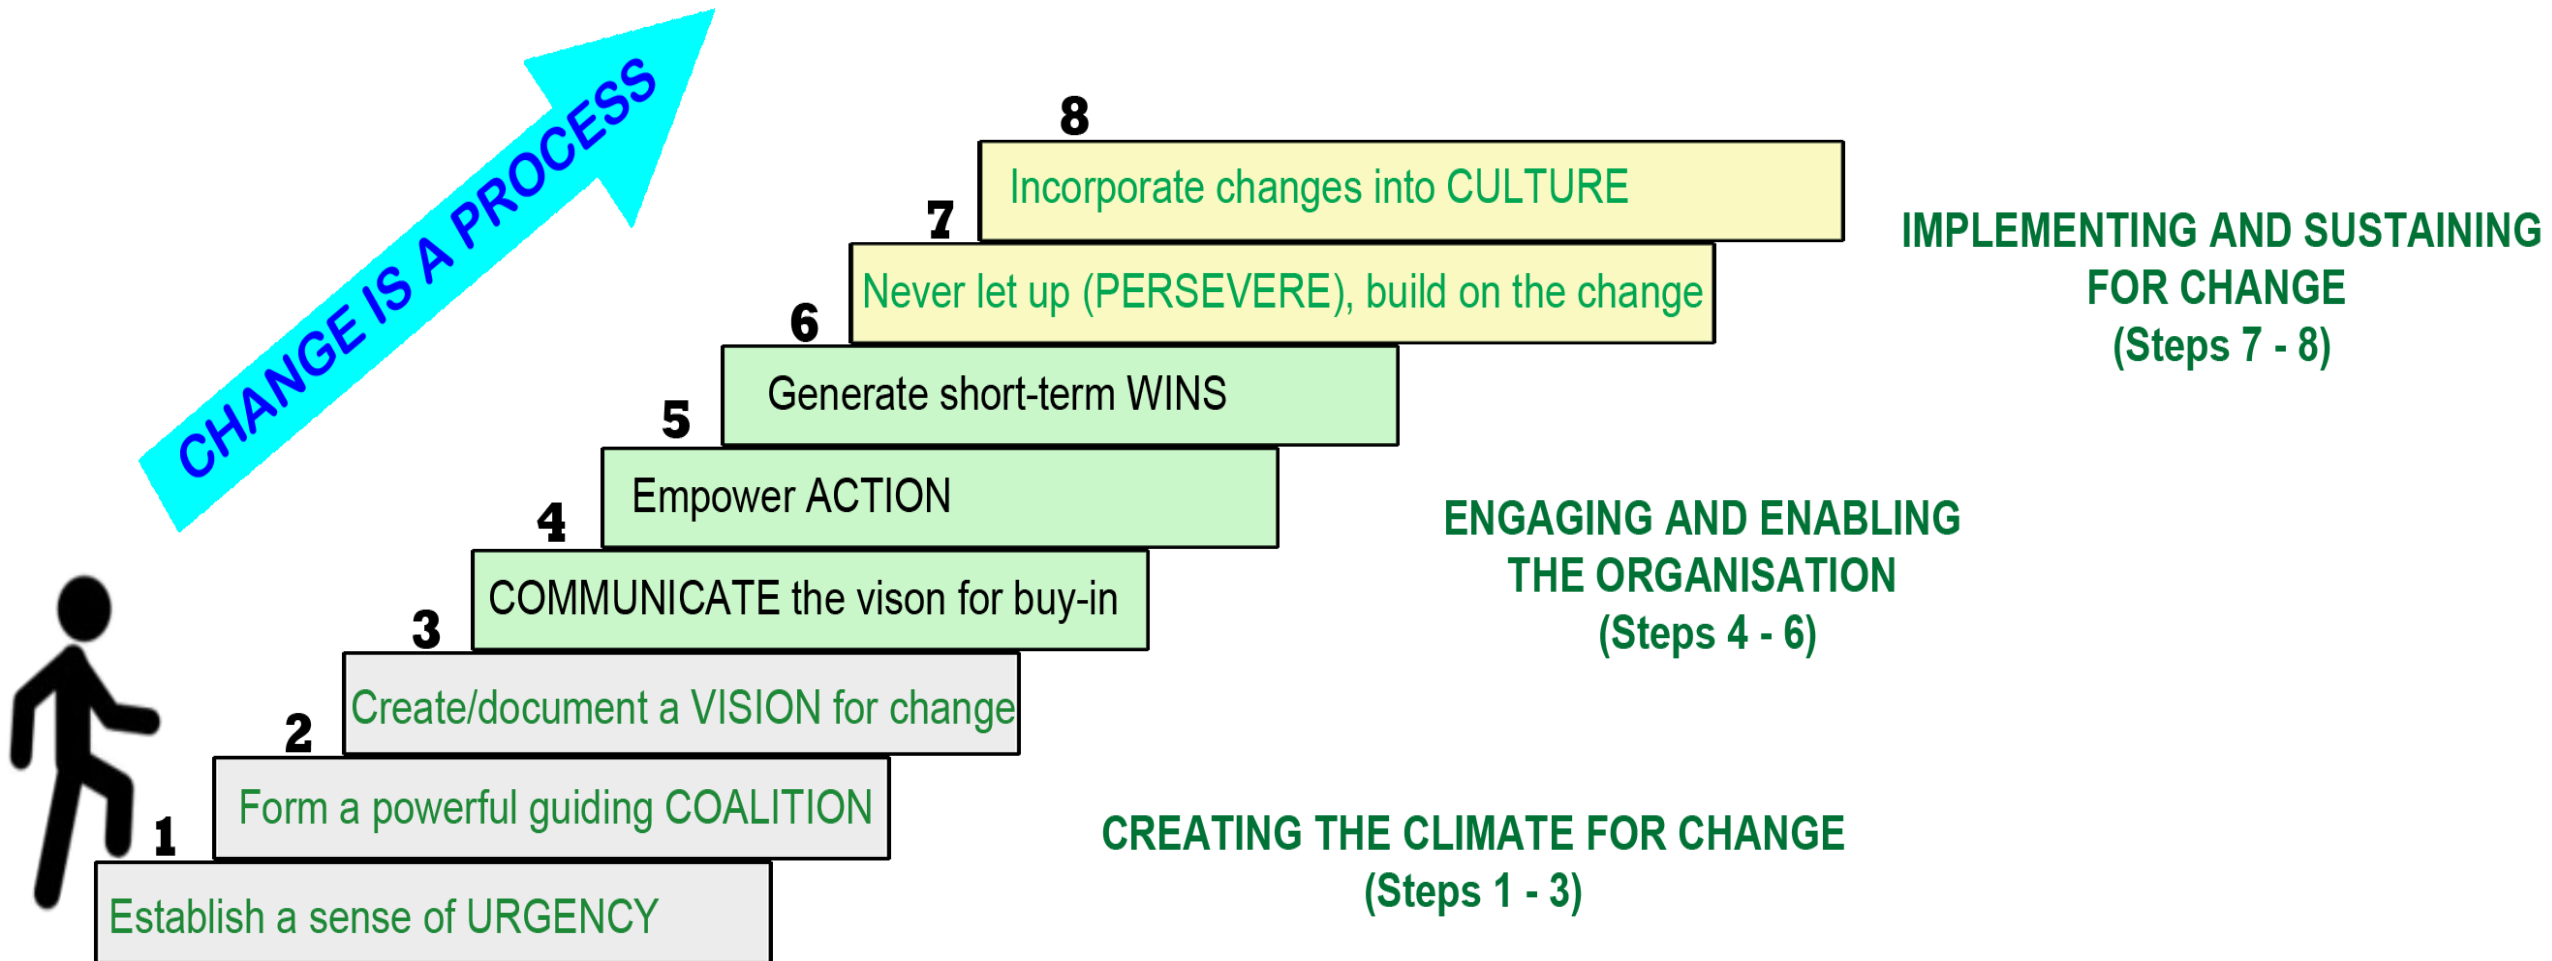 CHANGE IS A PROCESS
8
Incorporate changes into CULTURE
7
Never let up (PERSEVERE), build on the change
IMPLEMENTING AND SUSTAINING
FOR CHANGE
(Steps 7 - 8)
6
Generate short-term WINS
5
Empower ACTION
4
COMMUNICATE the vison for buy-in
ENGAGING AND ENABLING
THE ORGANISATION
(Steps 4 - 6)
3
Create/document a VISION for change
2
Form a powerful guiding COALITION
1
Establish a sense of URGENCY
CREATING THE CLIMATE FOR CHANGE
(Steps 1 - 3)